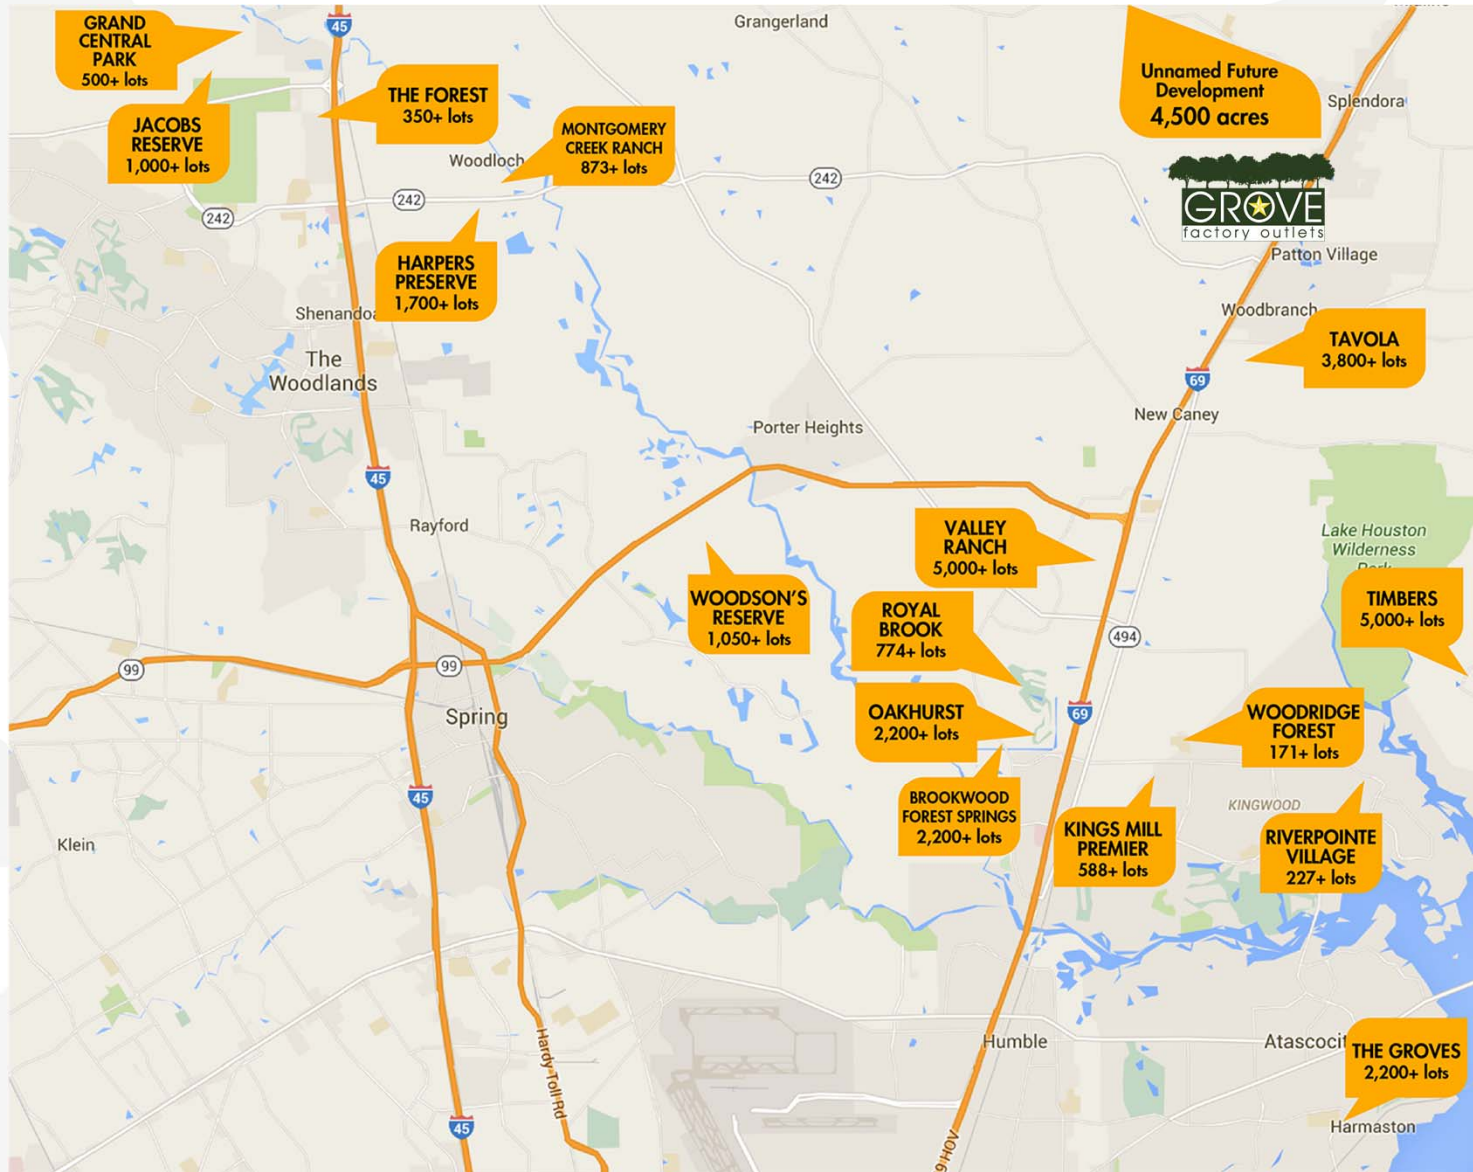 GRAND
CENTRAL
PARK
500+ lots
45
Grangerland
Unnamed Future
Development
4,500 acres
Splendora
THE FOREST
350+ lots
JACOBS
RESERVE
1,000+ lots
MONTGOMERY
CREEK RANCH
873+ lots
Woodloch
242
242
242
GROVE
factory outlets
Patton Village
HARPERS
PRESERVE
1,700+ lots
Shenandoa
Woodbranch
TAVOLA
3,800+ lots
The
Woodlands
69
New Caney
Porter Heights
45
Rayford
VALLEY
RANCH
5,000+ lots
Lake Houston
Wilderness
Park
WOODSON'S
RESERVE
1,050+ lots
ROYAL
BROOK
774+ lots
TIMBERS
5,000+ lots
494
99
99
Spring
OAKHURST
2,200+ lots
69
WOODRIDGE
FOREST
171+ lots
45
BROOKWOOD
FOREST SPRINGS
2,200+ lots
KINGWOOD
KINGS MILL
PREMIER
588+ lots
RIVERPOINTE
VILLAGE
227+ lots
Klein
Humble
Atascocit
THE GROVES
2,200+ lots
Hardy Toll Rd
45
9 HOV
Harmaston